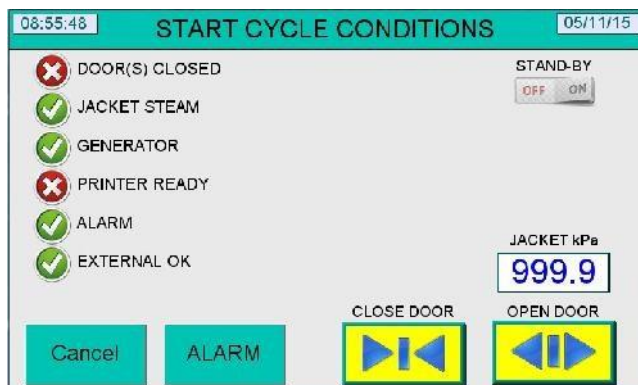 08:55:48
START CYCLE CONDITIONS
05/11/15
DOOR(S) CLOSED
STAND-BY
OFF ON
JACKET STEAM
GENERATOR
PRINTER READY
ALARM
EXTERNAL OK
JACKET kPa
999.9
CLOSE DOOR
OPEN DOOR
Cancel
ALARM